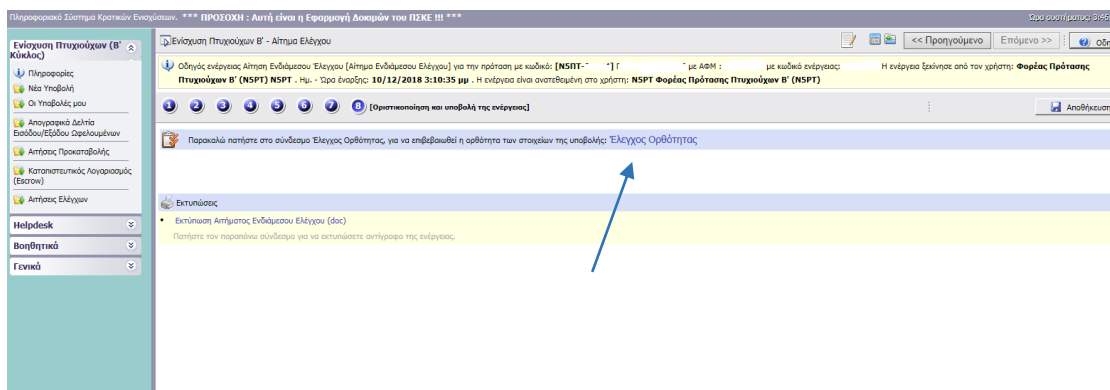 Πληροφοριακό Σύστημα Κρατικών Ενισχύσεων. *** ΠΡΟΣΟΧΗ : Αυτή είναι η Εφαρμογή Δοκιμών του ΠΣΚΕ !!! ***
Ώρα συστήματος: 3:46
Ενίσχυση Πτυχιούχων (Β'
Κύκλος)
Πληροφορίες
Νέα Υποβολή
Οι Υποβολές μου
Απογραφικά Δελτία
Εισόδου/Εξόδου Ωφελουμένων
Αιτήσεις Προκαταβολής
Καταπιστευτικός Λογαριασμός
(Escrow)
Αιτήσεις Ελέγχων
Helpdesk
Βοηθητικά
Γενικά
Ενίσχυση Πτυχιούχων Β' - Αίτημα Ελέγχου
<< Προηγούμενο
Επόμενο >>
Οδη
Οδηγός ενέργειας Αίτηση Ενδιάμεσου Έλεγχου [Αίτημα Ενδιάμεσου Ελέγχου] για την πρόταση με κωδικό: [Ν5ΠΤ- ] με ΑΦΜ : με κωδικό ενέργειας: Η ενέργεια ξεκίνησε από τον χρήστη: Φορέας Πρότασης
Πτυχιούχων Β' (N5PT) N5PT . Ημ. - Ώρα έναρξης: 10/12/2018 3:10:35 μμ . Η ενέργεια είναι ανατεθειμένη στο χρήστη: N5PT Φορέας Πρότασης Πτυχιούχων Β' (N5PT)
1 2 3 4 5 6 7 8 [Οριστικοποίηση και υποβολή της ενέργειας]
Αποθήκευση
Παρακαλώ πατήστε στο σύνδεσμο Έλεγχος Ορθότητας, για να επιβεβαιωθεί η ορθότητα των στοιχείων της υποβολής: Έλεγχος Ορθότητας
Εκτυπώσεις
Εκτύπωση Αιτήματος Ενδιάμεσου Ελέγχου (doc)
Πατήστε τον παραπάνω σύνδεσμο για να εκτυπώσετε αντίγραφο της ενέργειας.